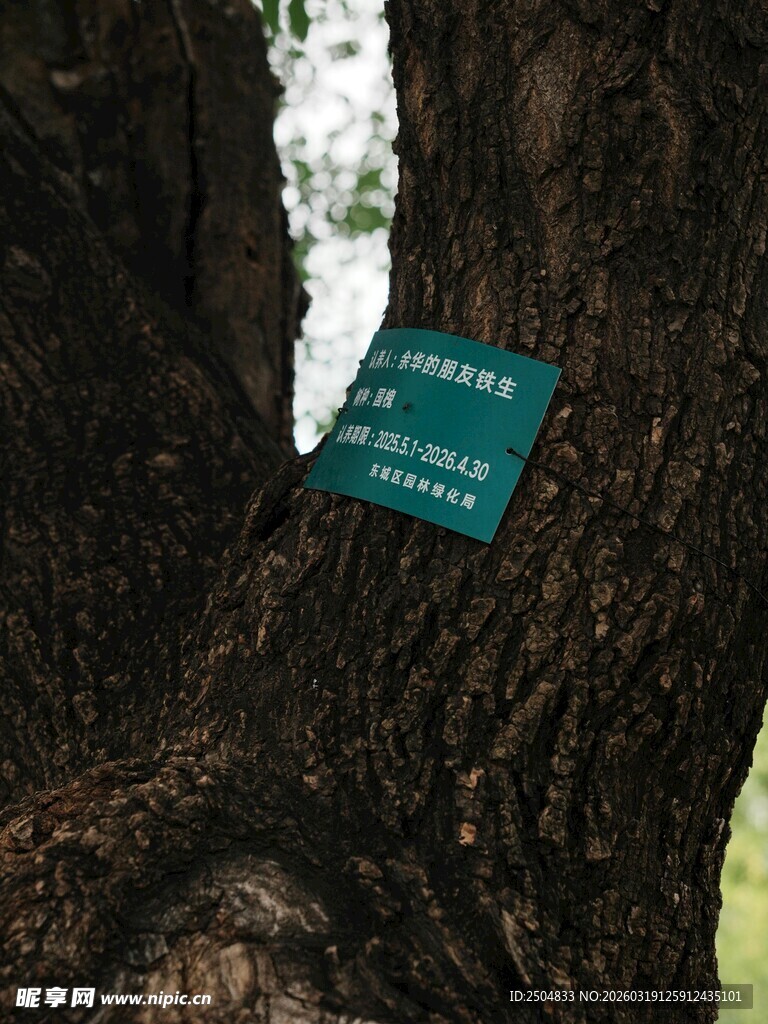 认养人：余华的朋友铁生
树种：国槐
认养期限：2025.5.1-2026.4.30
东城区园林绿化局
昵享网 www.nipic.cn
ID:2504833 NO:20260319125912435101